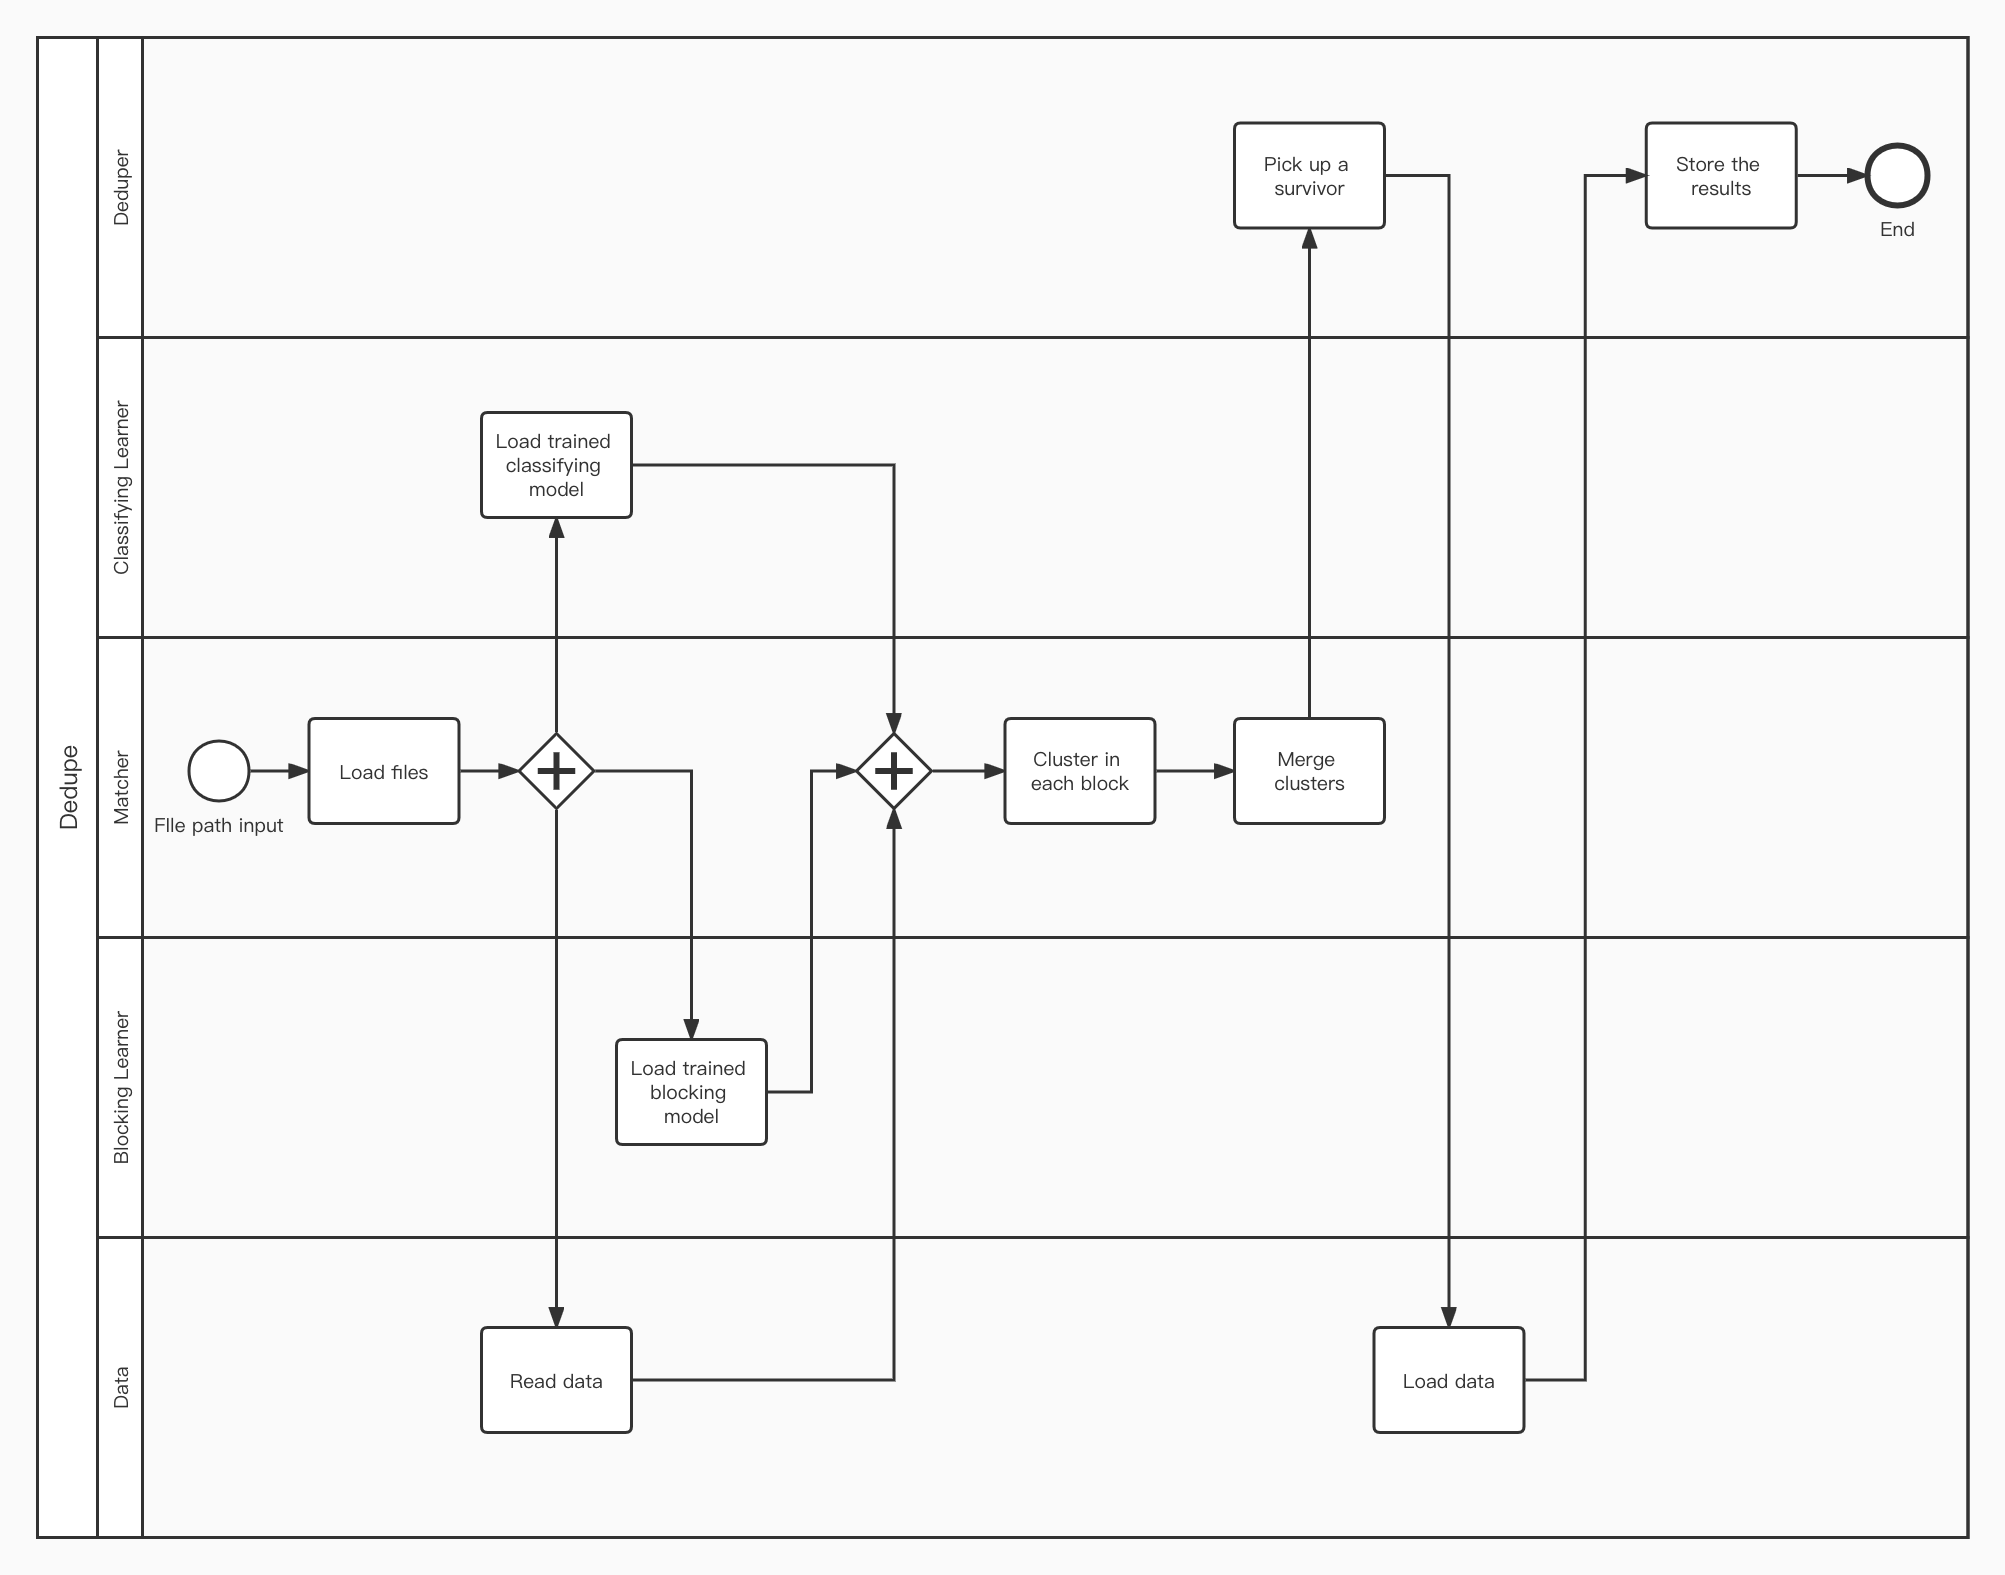 Dedupe
Deduper
Pick up a
survivor
Store the
results
End
Classifying Learner
Load trained
classifying
model
Matcher
FIle path input
Load files
Cluster in
each block
Merge
clusters
Blocking Learner
Load trained
blocking
model
Data
Read data
Load data